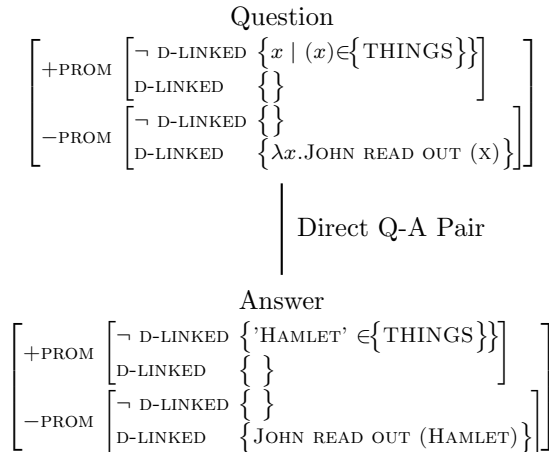 Question
+PROM ¬ D-LINKED {x | (x)∈{THINGS}}
D-LINKED {}
−PROM ¬ D-LINKED {}
D-LINKED {λx.JOHN READ OUT (X)}
Direct Q-A Pair
Answer
+PROM ¬ D-LINKED {'HAMLET' ∈{THINGS}}
D-LINKED { }
−PROM ¬ D-LINKED { }
D-LINKED {JOHN READ OUT (HAMLET)}